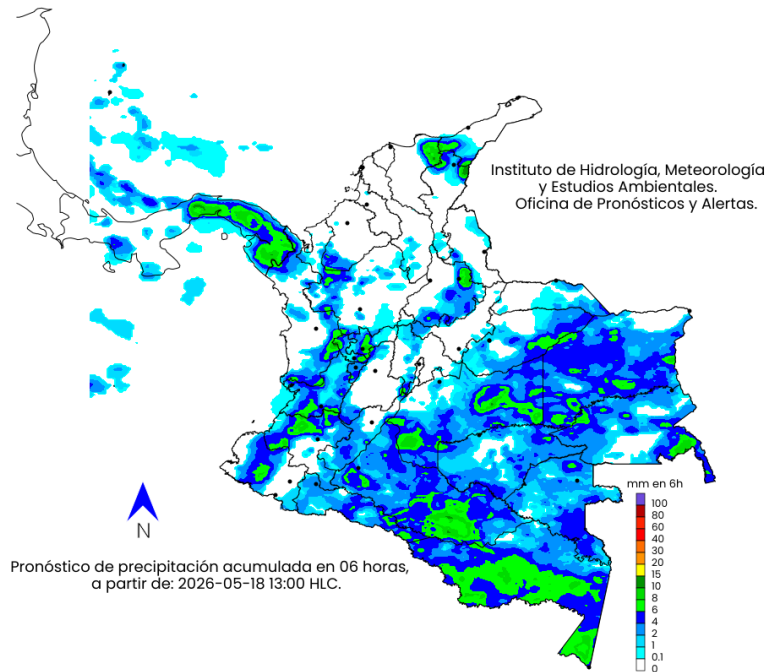 Instituto de Hidrología, Meteorología
y Estudios Ambientales.
Oficina de Pronósticos y Alertas.
mm en 6h
100
80
60
40
30
20
15
10
8
6
4
2
1
0.1
0
N
Pronóstico de precipitación acumulada en 06 horas,
a partir de: 2026-05-18 13:00 HLC.